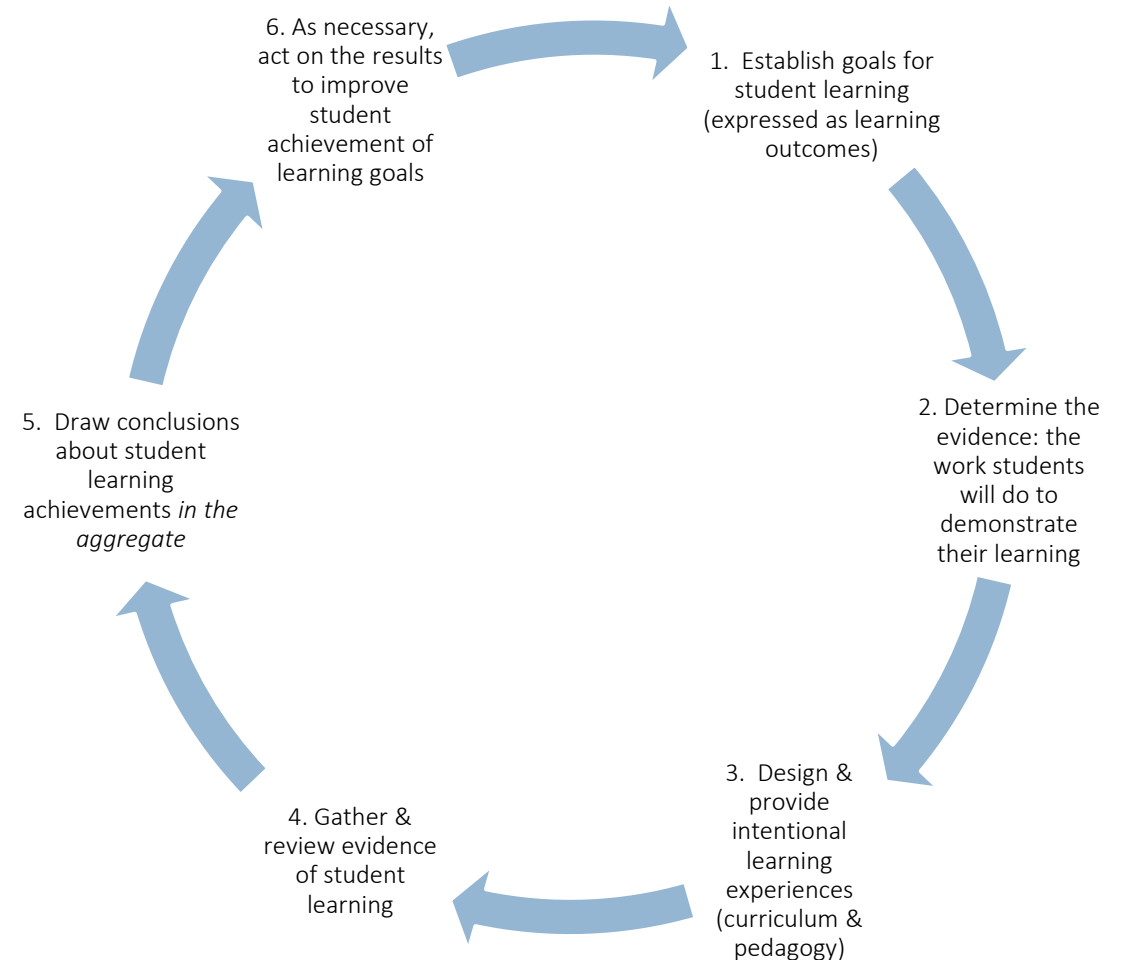 1. Establish goals for
student learning
(expressed as learning
outcomes)
2. Determine the
evidence: the
work students
will do to
demonstrate
their learning
3. Design &
provide
intentional
learning
experiences
(curriculum &
pedagogy)
4. Gather &
review evidence
of student
learning
5. Draw conclusions
about student
learning
achievements in the
aggregate
6. As necessary,
act on the results
to improve
student
achievement of
learning goals